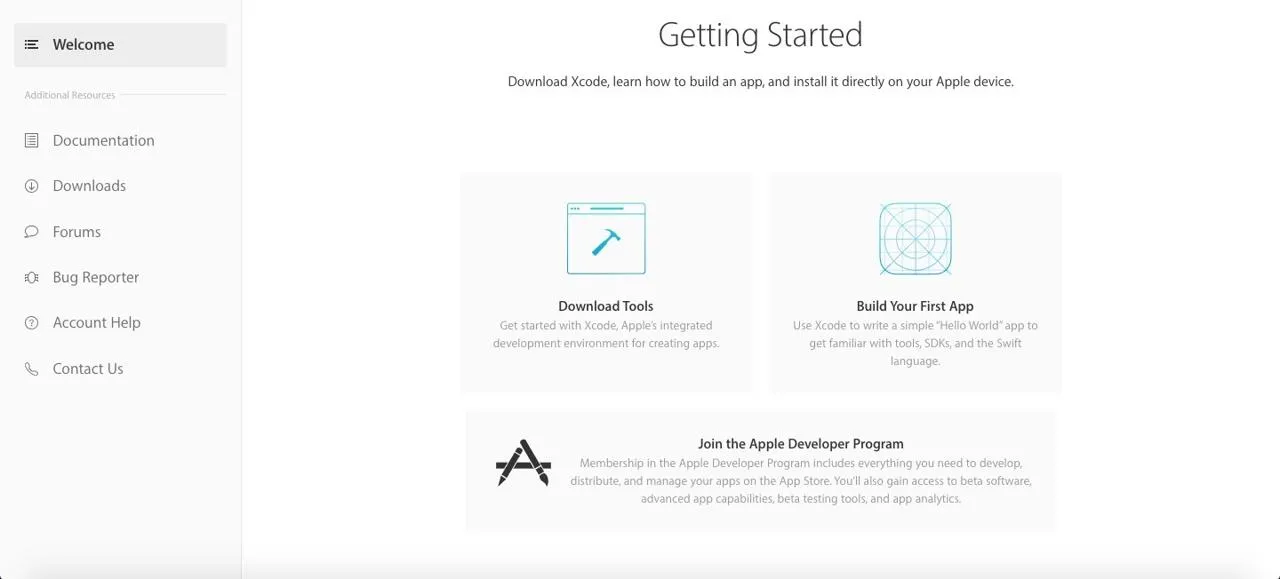 Welcome
Additional Resources
Documentation
Downloads
Forums
Bug Reporter
Account Help
Contact Us
Getting Started
Download Xcode, learn how to build an app, and install it directly on your Apple device.
Download Tools
Get started with Xcode, Apple's integrated
development environment for creating apps.
Build Your First App
Use Xcode to write a simple "Hello World" app to
get familiar with tools, SDKs, and the Swift
language.
Join the Apple Developer Program
Membership in the Apple Developer Program includes everything you need to develop,
distribute, and manage your apps on the App Store. You'll also gain access to beta software,
advanced app capabilities, beta testing tools, and app analytics.